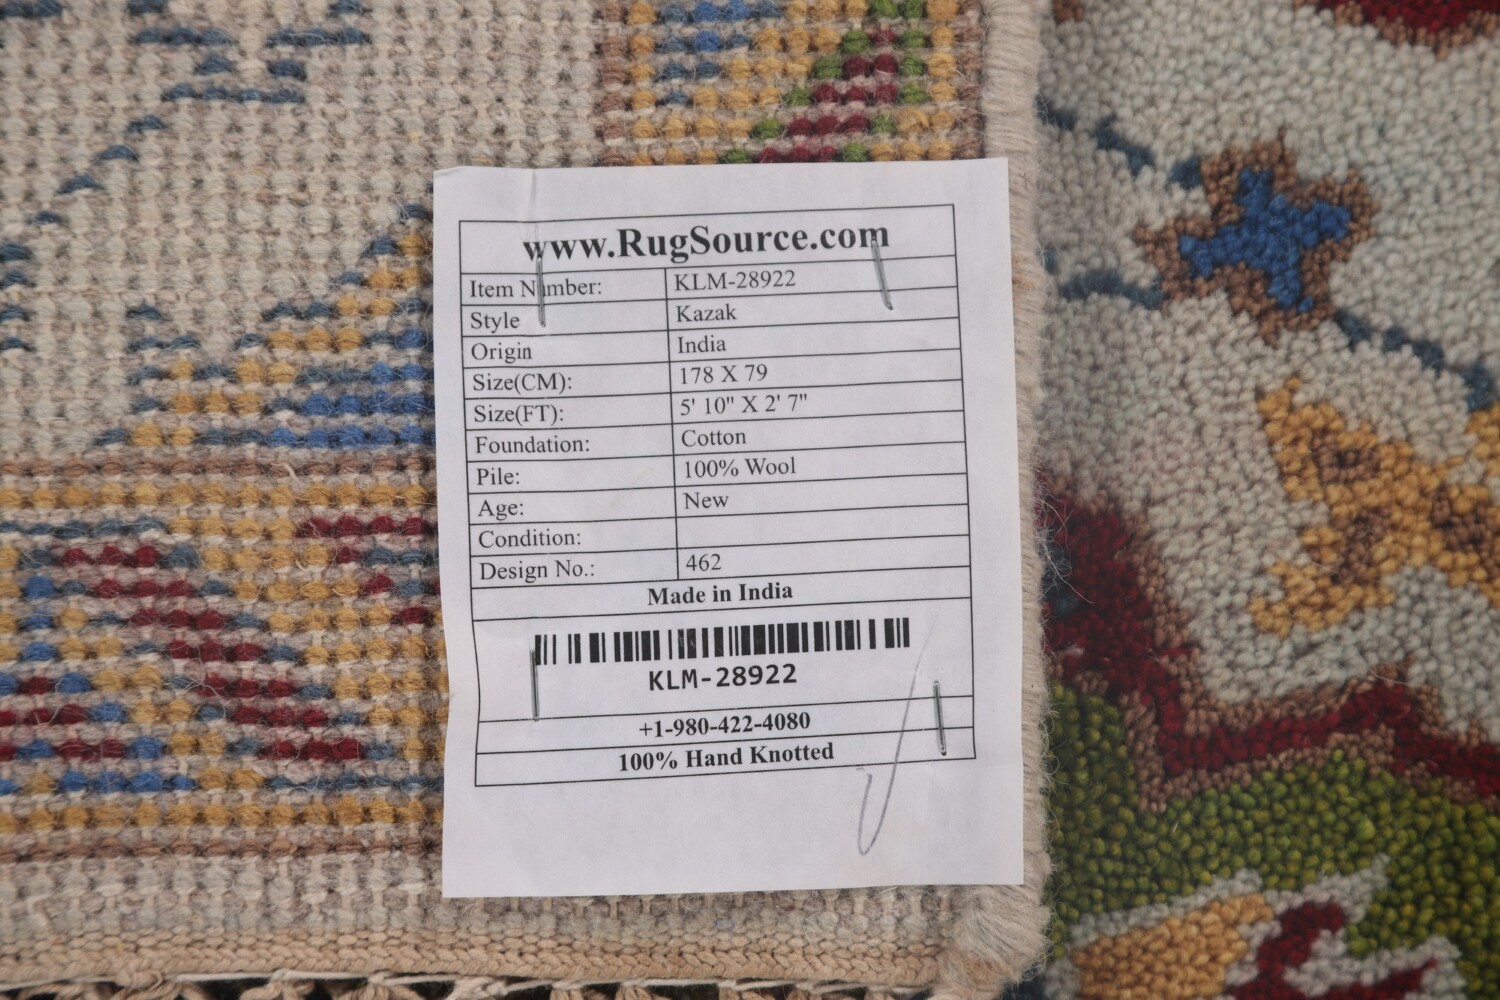 www.RugSource.com
Item Number: KLM-28922
Style Kazak
Origin India
Size(CM): 178 X 79
Size(FT): 5' 10" X 2' 7"
Foundation: Cotton
Pile: 100% Wool
Age: New
Condition:
Design No.: 462
Made in India
KLM-28922
+1-980-422-4080
100% Hand Knotted